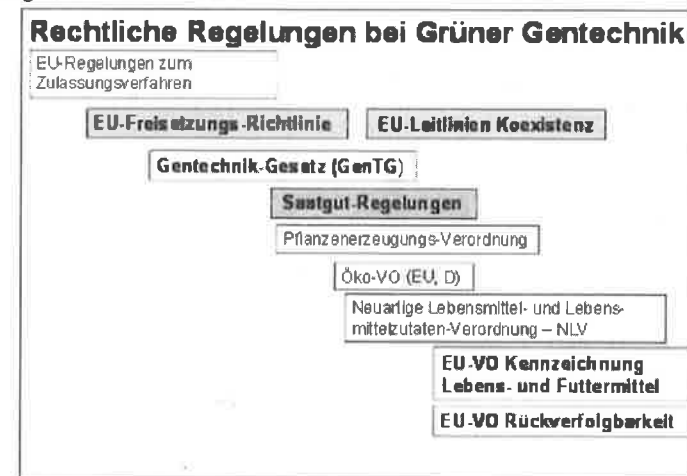 Rechtliche Regelungen bei Grüner Gentechnik
EU-Regelungen zum
Zulassungsverfahren
EU-Freisetzungs-Richtlinie
EU-Leitlinien Koexistenz
Gentechnik-Gesetz (GenTG)
Saatgut-Regelungen
Pflanzenerzeugungs-Verordnung
Öko-VO (EU, D)
Neuartige Lebensmittel- und Lebens-
mittelzutaten-Verordnung – NLV
EU-VO Kennzeichnung
Lebens- und Futtermittel
EU-VO Rückverfolgbarkeit